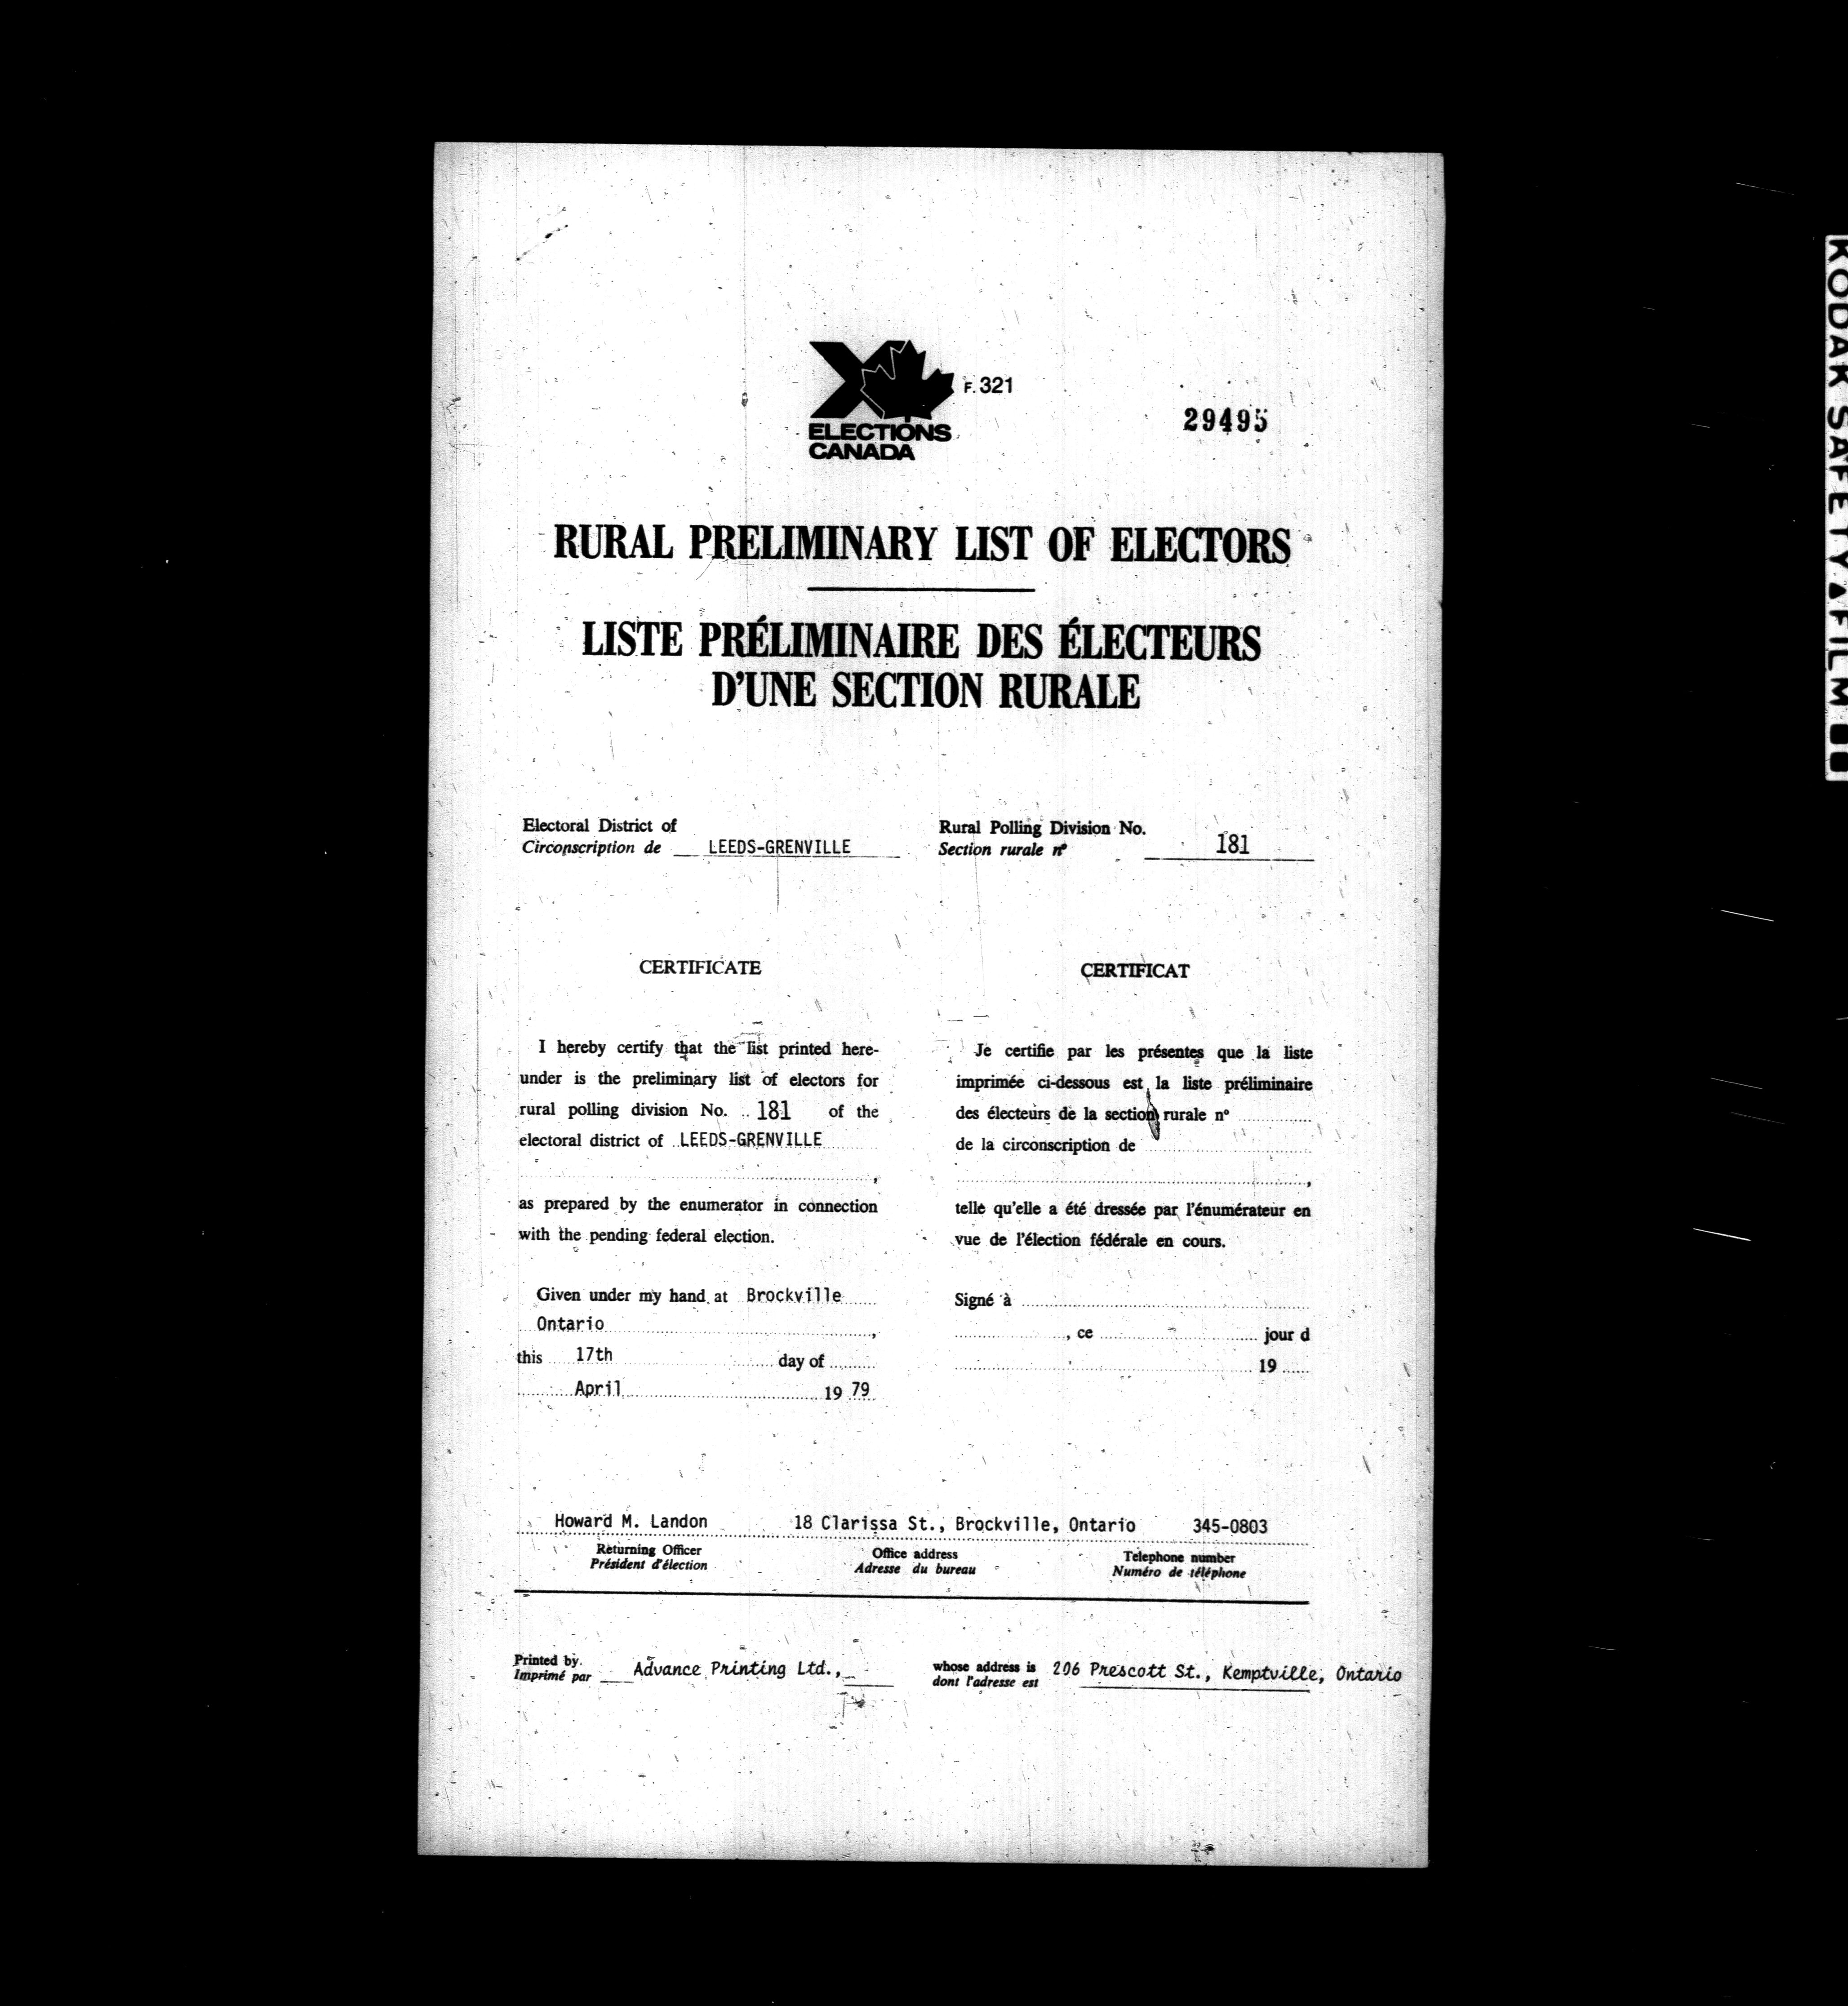 F. 321
29495
ELECTIONS
CANADA
RURAL PRELIMINARY LIST OF ELECTORS
LISTE PRÉLIMINAIRE DES ÉLECTEURS
D'UNE SECTION RURALE
Electoral District of
Circonscription de LEEDS-GRENVILLE
Rural Polling Division No.
Section rurale nº 181
CERTIFICATE
I hereby certify that the list printed here-
under is the preliminary list of electors for
rural polling division No. 181 of the
electoral district of LEEDS-GRENVILLE
,
as prepared by the enumerator in connection
with the pending federal election.
Given under my hand at Brockville
Ontario ,
this 17th day of
April 19 79
CERTIFICAT
Je certifie par les présentes que la liste
imprimée ci-dessous est la liste préliminaire
des électeurs de la section rurale nº
de la circonscription de
,
telle qu'elle a été dressée par l'énumérateur en
vue de l'élection fédérale en cours.
Signé à
, ce jour d
19
Howard M. Landon 18 Clarissa St., Brockville, Ontario 345-0803
Returning Officer Office address Telephone number
Président d'élection Adresse du bureau Numéro de téléphone
Printed by
Imprimé par Advance Printing Ltd.,
whose address is 206 Prescott St., Kemptville, Ontario
dont l'adresse est
KODAK SAFETY▲FILM